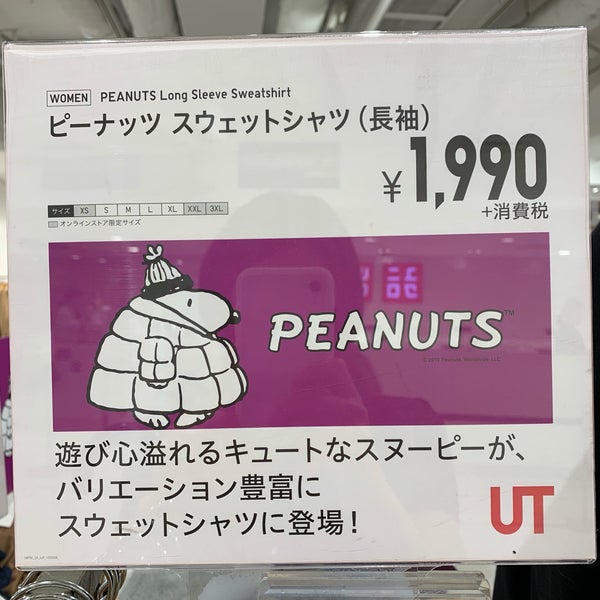 WOMEN PEANUTS Long Sleeve Sweatshirt
ピーナッツ スウェットシャツ(長袖)
¥1,990
+消費税
サイズ XS S M L XL XXL 3XL
オンラインストア限定サイズ
PEANUTS™
遊び心溢れるキュートなスヌーピーが、
バリエーション豊富に
スウェットシャツに登場!
UT